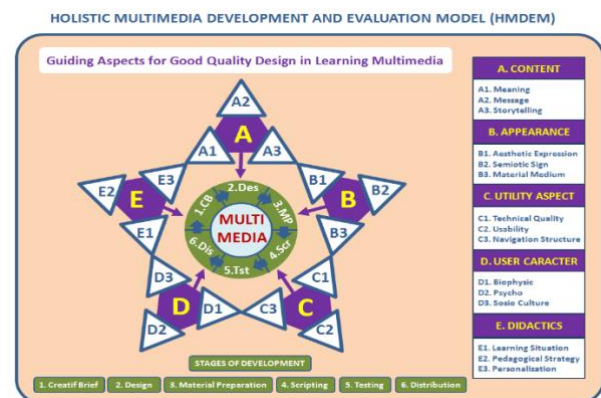 HOLISTIC MULTIMEDIA DEVELOPMENT AND EVALUATION MODEL (HMDEM)
Guiding Aspects for Good Quality Design in Learning Multimedia
A2
A
A1
A3
E2
E3
E
E1
B1
B
B2
B3
1.CB
2.Des
3.MP
4.Scr
5.Tst
6.Dis
MULTI
MEDIA
D3
D
D1
D2
C1
C
C3
C2
STAGES OF DEVELOPMENT
1. Creatif Brief
2. Design
3. Material Preparation
4. Scripting
5. Testing
6. Distribution
A. CONTENT
A1. Meaning
A2. Message
A3. Storytelling
B. APPEARANCE
B1. Aesthetic Expression
B2. Semiotic Sign
B3. Material Medium
C. UTILITY ASPECT
C1. Technical Quality
C2. Usability
C3. Navigation Structure
D. USER CARACTER
D1. Biophysic
D2. Psycho
D3. Sosio Culture
E. DIDACTICS
E1. Learning Situation
E2. Pedagogical Strategy
E3. Personalization